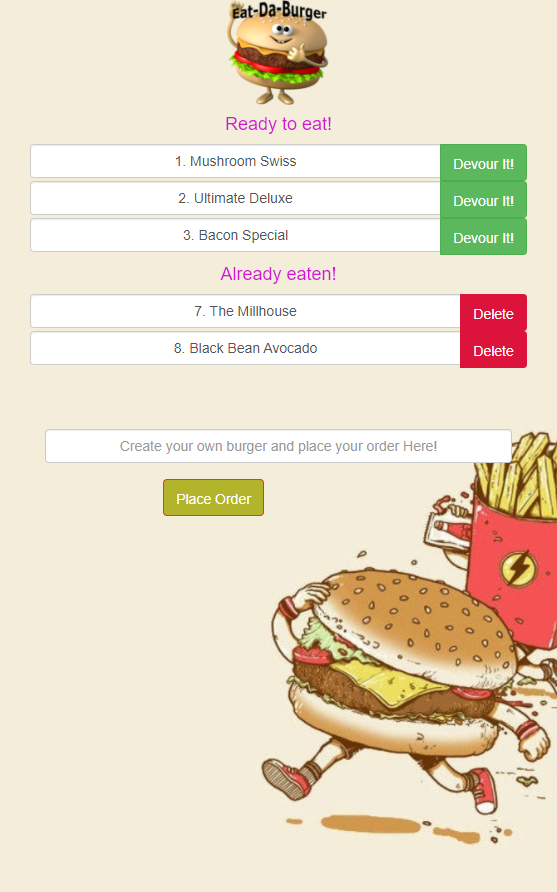 Eat-Da-Burger
Ready to eat!
1. Mushroom Swiss
Devour It!
2. Ultimate Deluxe
Devour It!
3. Bacon Special
Devour It!
Already eaten!
7. The Millhouse
Delete
8. Black Bean Avocado
Delete
Create your own burger and place your order Here!
Place Order